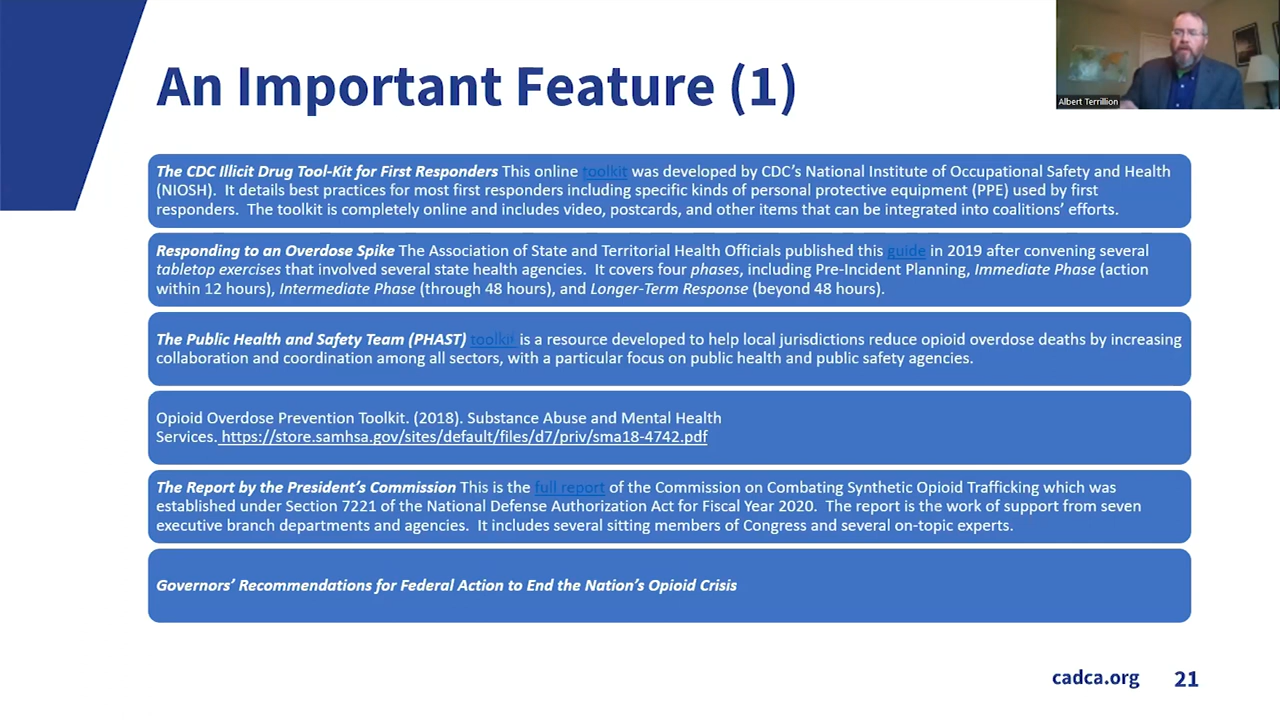 An Important Feature (1)
Albert Terrillion
The CDC Illicit Drug Tool-Kit for First Responders This online toolkit was developed by CDC's National Institute of Occupational Safety and Health
(NIOSH). It details best practices for most first responders including specific kinds of personal protective equipment (PPE) used by first
responders. The toolkit is completely online and includes video, postcards, and other items that can be integrated into coalitions' efforts.
Responding to an Overdose Spike The Association of State and Territorial Health Officials published this guide in 2019 after convening several
tabletop exercises that involved several state health agencies. It covers four phases, including Pre-Incident Planning, Immediate Phase (action
within 12 hours), Intermediate Phase (through 48 hours), and Longer-Term Response (beyond 48 hours).
The Public Health and Safety Team (PHAST) toolkit is a resource developed to help local jurisdictions reduce opioid overdose deaths by increasing
collaboration and coordination among all sectors, with a particular focus on public health and public safety agencies.
Opioid Overdose Prevention Toolkit. (2018). Substance Abuse and Mental Health
Services. https://store.samhsa.gov/sites/default/files/d7/priv/sma18-4742.pdf
The Report by the President's Commission This is the full report of the Commission on Combating Synthetic Opioid Trafficking which was
established under Section 7221 of the National Defense Authorization Act for Fiscal Year 2020. The report is the work of support from seven
executive branch departments and agencies. It includes several sitting members of Congress and several on-topic experts.
Governors' Recommendations for Federal Action to End the Nation's Opioid Crisis
cadca.org 21